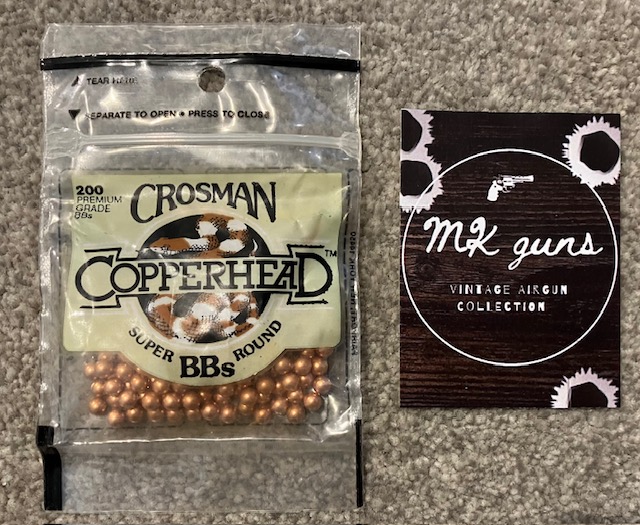 ▲ TEAR HERE
▼ SEPARATE TO OPEN • PRESS TO CLOSE
200
PREMIUM
GRADE
BBs
CROSMAN
COPPERHEAD™
SUPER BBs ROUND
MK guns
VINTAGE AIRGUN
COLLECTION